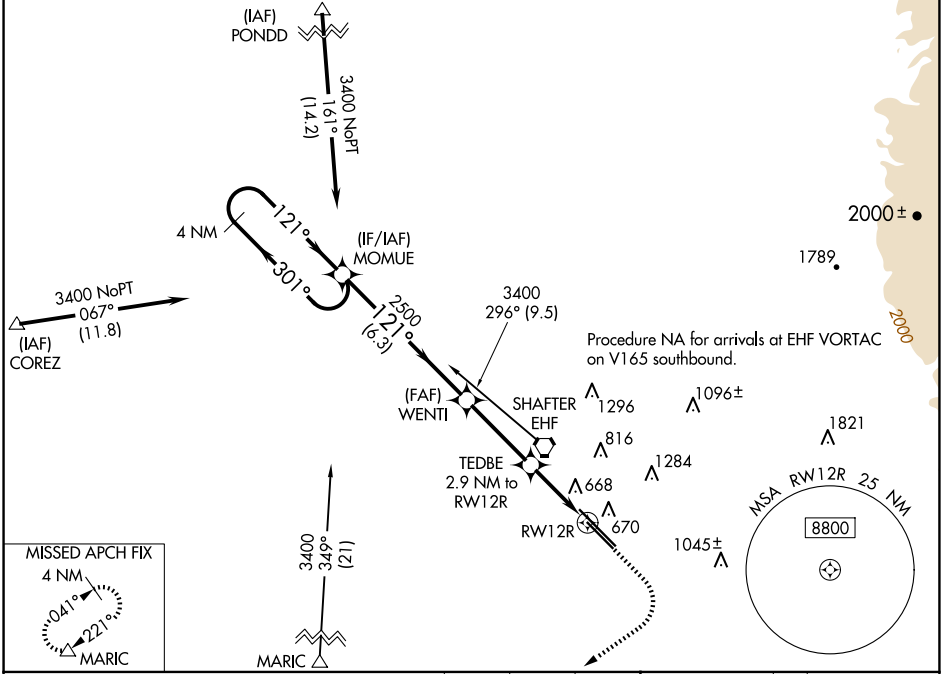 (IAF)
PONDD
3400 NoPT
161°
(14.2)
4 NM
121°
301°
(IF/IAF)
MOMUE
3400 NoPT
067°
(11.8)
(IAF)
COREZ
2500
121°
(6.3)
3400
296° (9.5)
2000 ±
1789
2000
Procedure NA for arrivals at EHF VORTAC
on V165 southbound.
(FAF)
WENTI
SHAFTER
EHF
1296
1096 ±
816
1821
1284
TEDBE
2.9 NM to
RW12R
668
670
RW12R
1045 ±
MSA RW12R 25 NM
8800
3400
349°
(21)
MARIC
MISSED APCH FIX
4 NM
041°
221°
MARIC